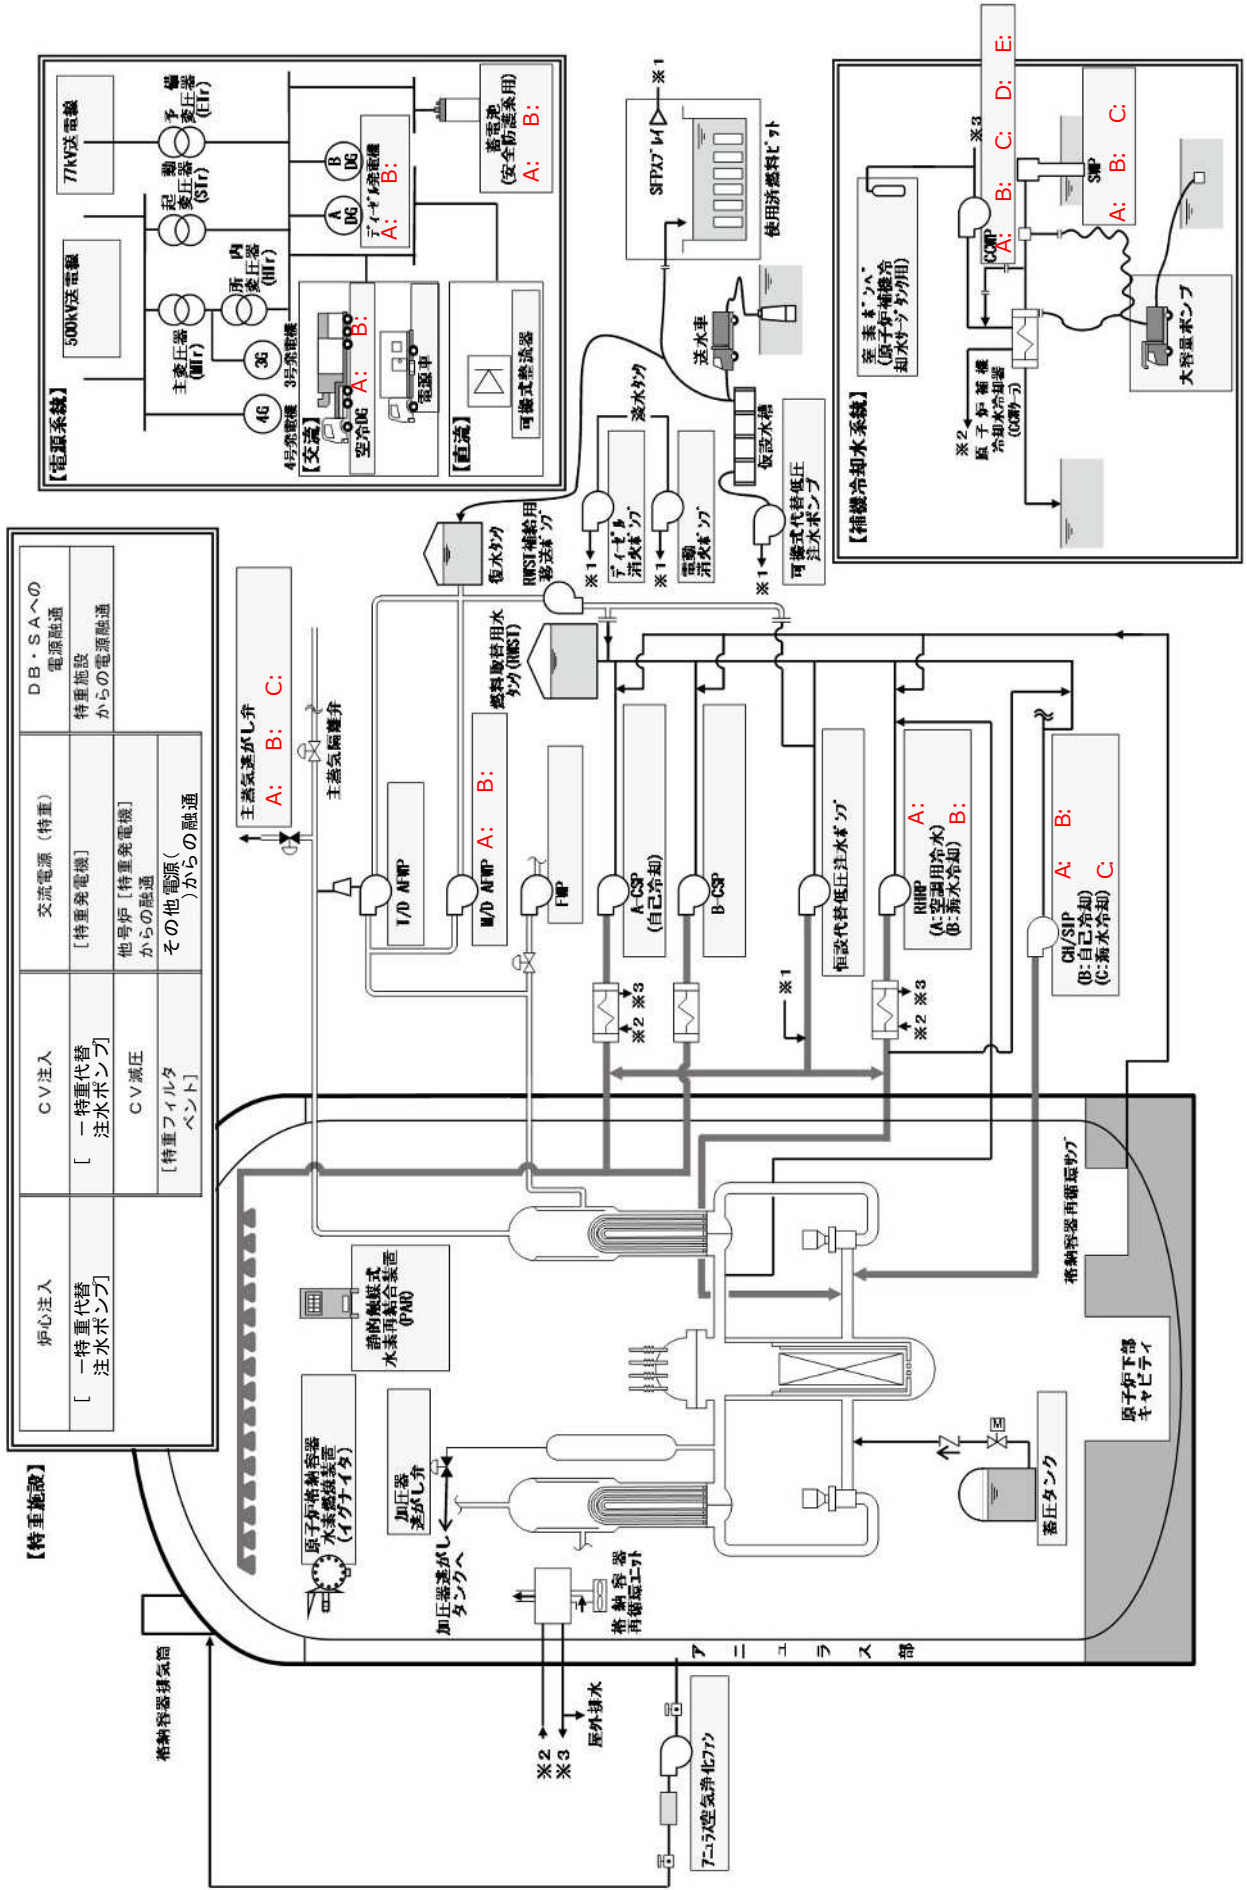 【特重施設】
炉心注入
[　ー特重代替
注水ポンプ]
ＣＶ注入
[　ー特重代替
注水ポンプ]
ＣＶ減圧
[特重フィルタ
ベント]
交流電源（特重）
[特重発電機]
他号炉[特重発電機]
からの融通
その他電源(
)からの融通
ＤＢ・ＳＡへの
電源融通
特重施設
からの電源融通
【電源系統】
500kV送電線
77kV送電線
主変圧器
(MTr)
所内
変圧器
(HTr)
起動
変圧器
(STr)
予備
変圧器
(ETr)
4G
4号発電機
3G
3号発電機
A
DG
B
DG
ディーゼル発電機
A: B:
蓄電池
(安全防護系用)
A: B:
【交流】
空冷DG A: B:
電源車
【直流】
可搬式整流器
格納容器排気筒
原子炉格納容器
水素燃焼装置
(イグナイタ)
静的触媒式
水素再結合装置
(PAR)
加圧器
逃がし弁
加圧器逃がし
タンクへ
格納容器
再循環ユニット
※2
※3
屋外排水
アニュラス部
アニュラス空気浄化ファン
蓄圧タンク
M
原子炉下部
キャビティ
格納容器再循環サンプ
主蒸気逃がし弁
A: B: C:
主蒸気隔離弁
T/D AFWP
M/D AFWP A: B:
FWP
A-CSP
(自己冷却)
B-CSP
※2 ※3
恒設代替低圧注水ポンプ
※1
RHRP
(A:空調用冷水) A:
(B:海水冷却) B:
※2 ※3
CH/SIP A: B:
(B:自己冷却)
(C:海水冷却) C:
復水タンク
RWST補給用
移送ポンプ
燃料取替用水
タンク(RWST)
※1
ディーゼル
消火ポンプ
※1
電動
消火ポンプ
淡水タンク
※1
可搬式代替低圧
注水ポンプ
仮設水槽
送水車
SFPスプレイ
※1
使用済燃料ピット
【補機冷却水系統】
窒素ボンベ
(原子炉補機冷
却水サージタンク用)
※3
CCWP
A: B: C: D: E:
※2
原子炉補機
冷却水冷却器
(CCWクーラ)
SWP
A: B: C:
大容量ポンプ